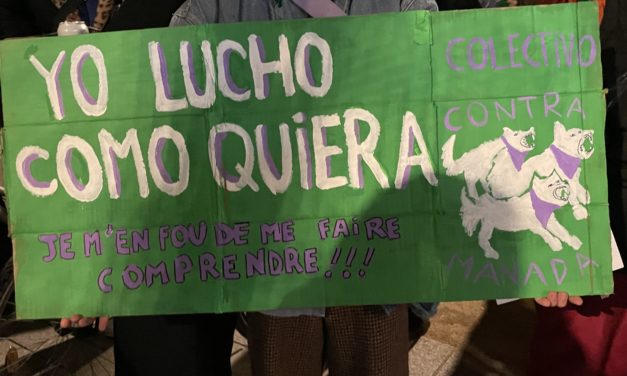 YO LUCHO
COMO QUiERA
JE M'EN FOU DE ME FAiRE
COMPRENDRE!!!
COLECTIVO
CONTRA
MANADA